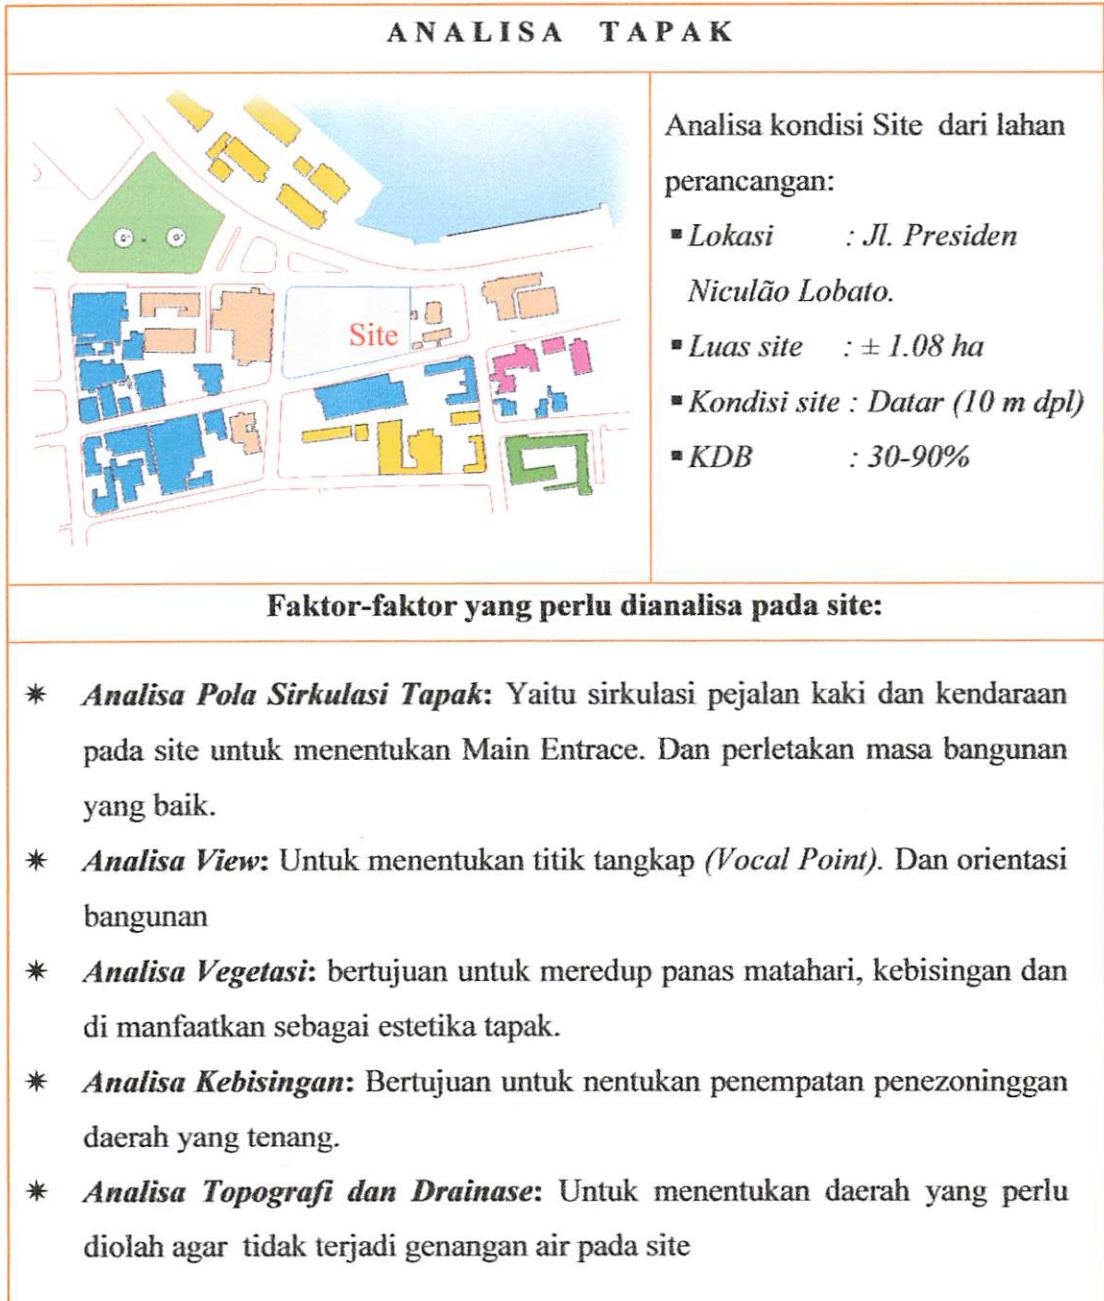 ANALISA TAPAK
Site
Analisa kondisi Site dari lahan
perancangan:
▪ Lokasi : Jl. Presiden
Niculão Lobato.
▪ Luas site : ± 1.08 ha
▪ Kondisi site : Datar (10 m dpl)
▪ KDB : 30-90%
Faktor-faktor yang perlu dianalisa pada site:
✷ Analisa Pola Sirkulasi Tapak: Yaitu sirkulasi pejalan kaki dan kendaraan
pada site untuk menentukan Main Entrace. Dan perletakan masa bangunan
yang baik.
✷ Analisa View: Untuk menentukan titik tangkap (Vocal Point). Dan orientasi
bangunan
✷ Analisa Vegetasi: bertujuan untuk meredup panas matahari, kebisingan dan
di manfaatkan sebagai estetika tapak.
✷ Analisa Kebisingan: Bertujuan untuk nentukan penempatan penezoninggan
daerah yang tenang.
✷ Analisa Topografi dan Drainase: Untuk menentukan daerah yang perlu
diolah agar tidak terjadi genangan air pada site